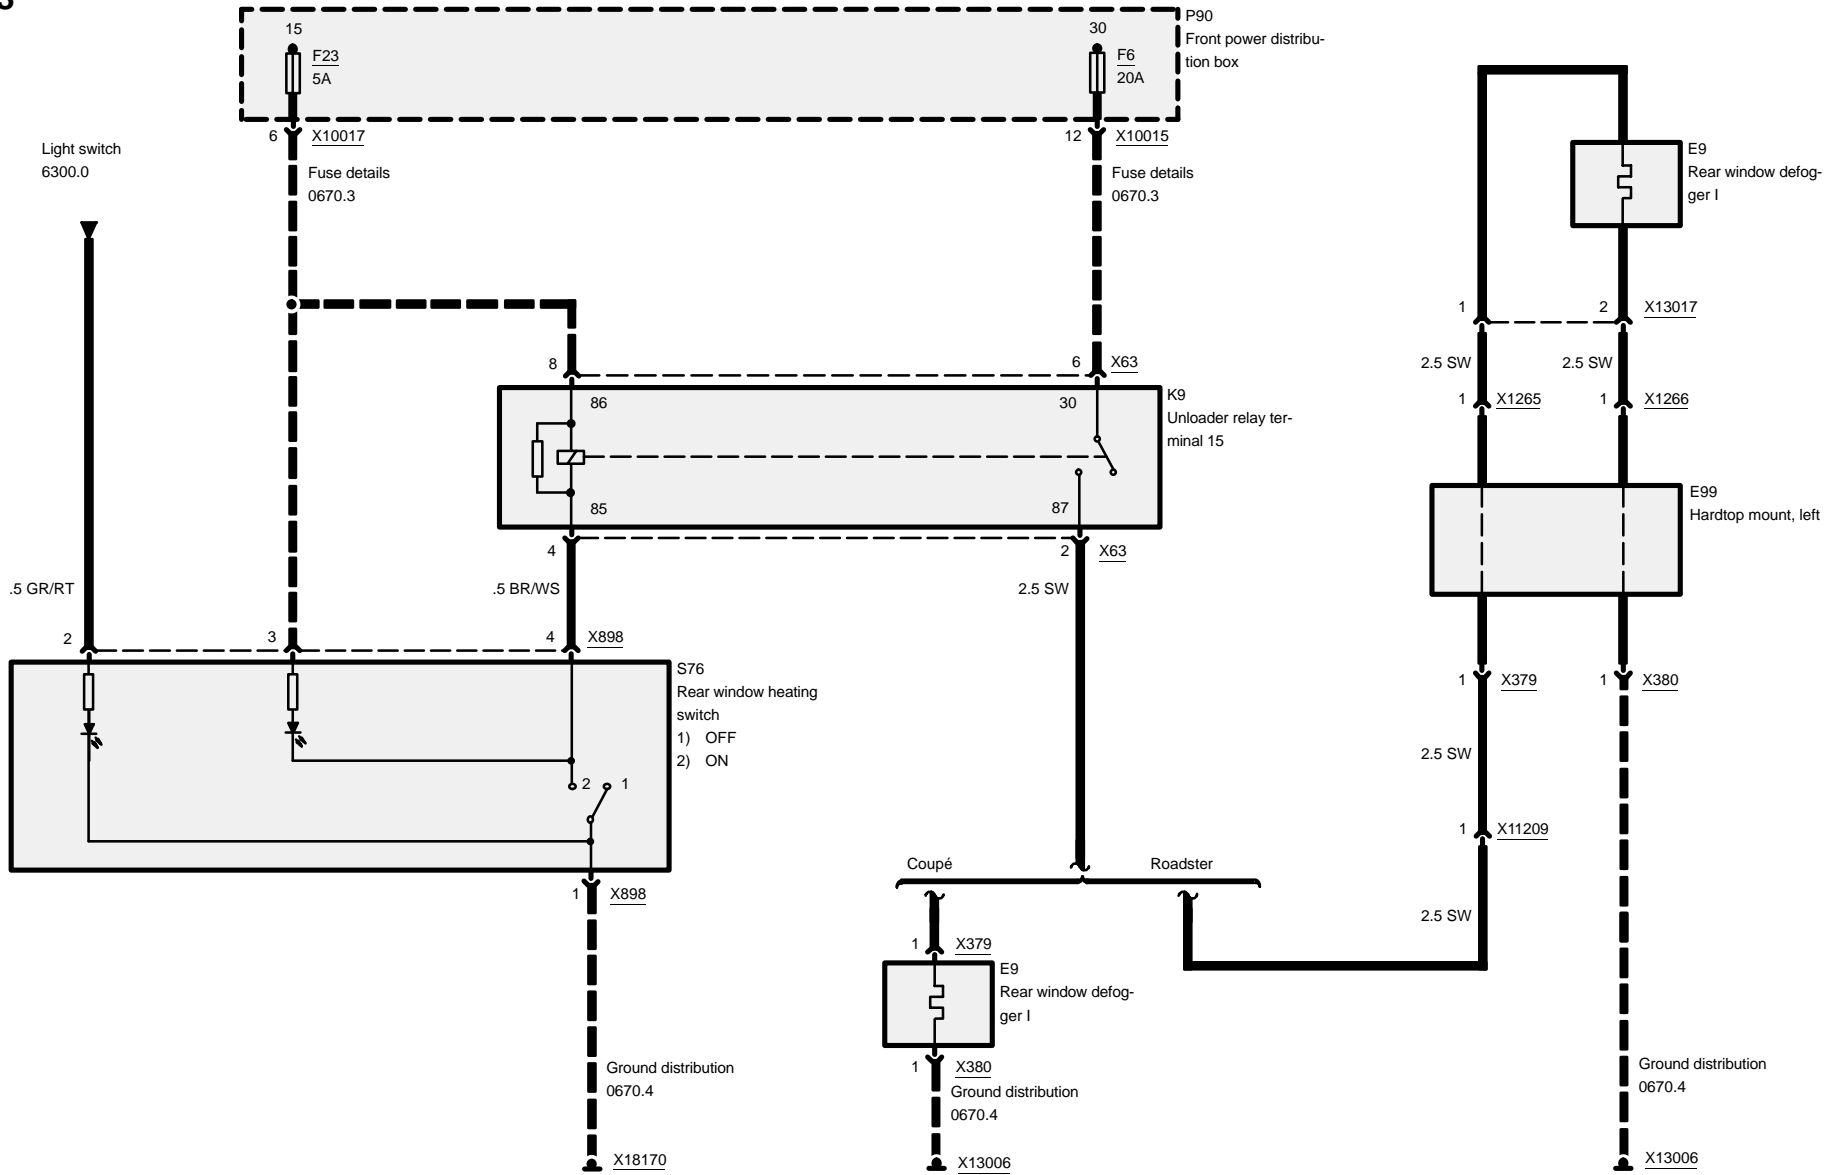 15
F23
5A
30
F6
20A
P90
Front power distribu-
tion box
6
X10017
12
X10015
Light switch
6300.0
Fuse details
0670.3
Fuse details
0670.3
E9
Rear window defog-
ger I
1
2
X13017
8
6
X63
2.5 SW
2.5 SW
86
30
K9
Unloader relay ter-
minal 15
1
X1265
1
X1266
85
87
E99
Hardtop mount, left
4
2
X63
.5 GR/RT
.5 BR/WS
2.5 SW
2
3
4
X898
S76
Rear window heating
switch
1) OFF
2) ON
2
1
1
X379
1
X380
2.5 SW
1
X11209
Coupé
Roadster
1
X898
2.5 SW
1
X379
E9
Rear window defog-
ger I
1
X380
Ground distribution
0670.4
Ground distribution
0670.4
Ground distribution
0670.4
X18170
X13006
X13006